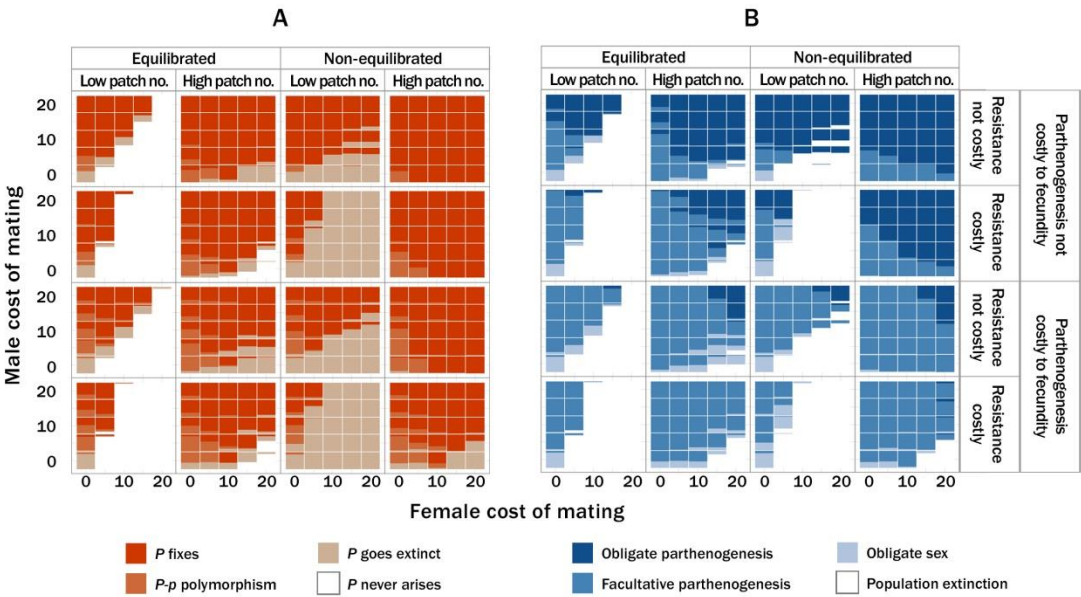 A B
Equilibrated Non-equilibrated Equilibrated Non-equilibrated
Low patch no. High patch no. Low patch no. High patch no. Low patch no. High patch no. Low patch no. High patch no.
20
10
0
20
10
0
20
10
0
20
10
0
Male cost of mating
Resistance not costly
Resistance costly
Resistance not costly
Resistance costly
Parthenogenesis not costly to fecundity
Parthenogenesis costly to fecundity
0 10 20 0 10 20 0 10 20 0 10 20 0 10 20 0 10 20 0 10 20 0 10 20
Female cost of mating
P fixes P goes extinct Obligate parthenogenesis Obligate sex
P-p polymorphism P never arises Facultative parthenogenesis Population extinction